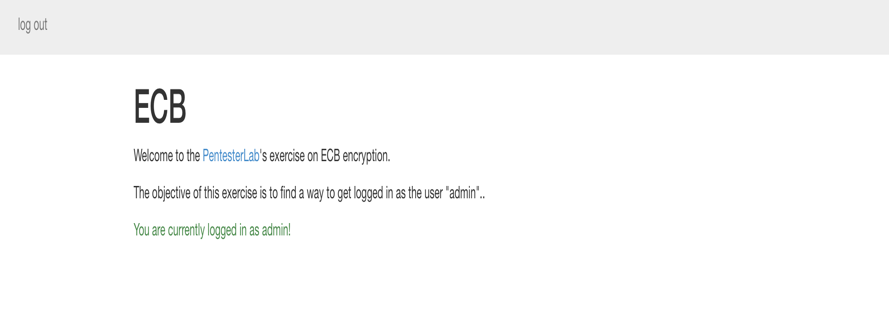 log out
ECB
Welcome to the PentesterLab's exercise on ECB encryption.
The objective of this exercise is to find a way to get logged in as the user "admin"..
You are currently logged in as admin!